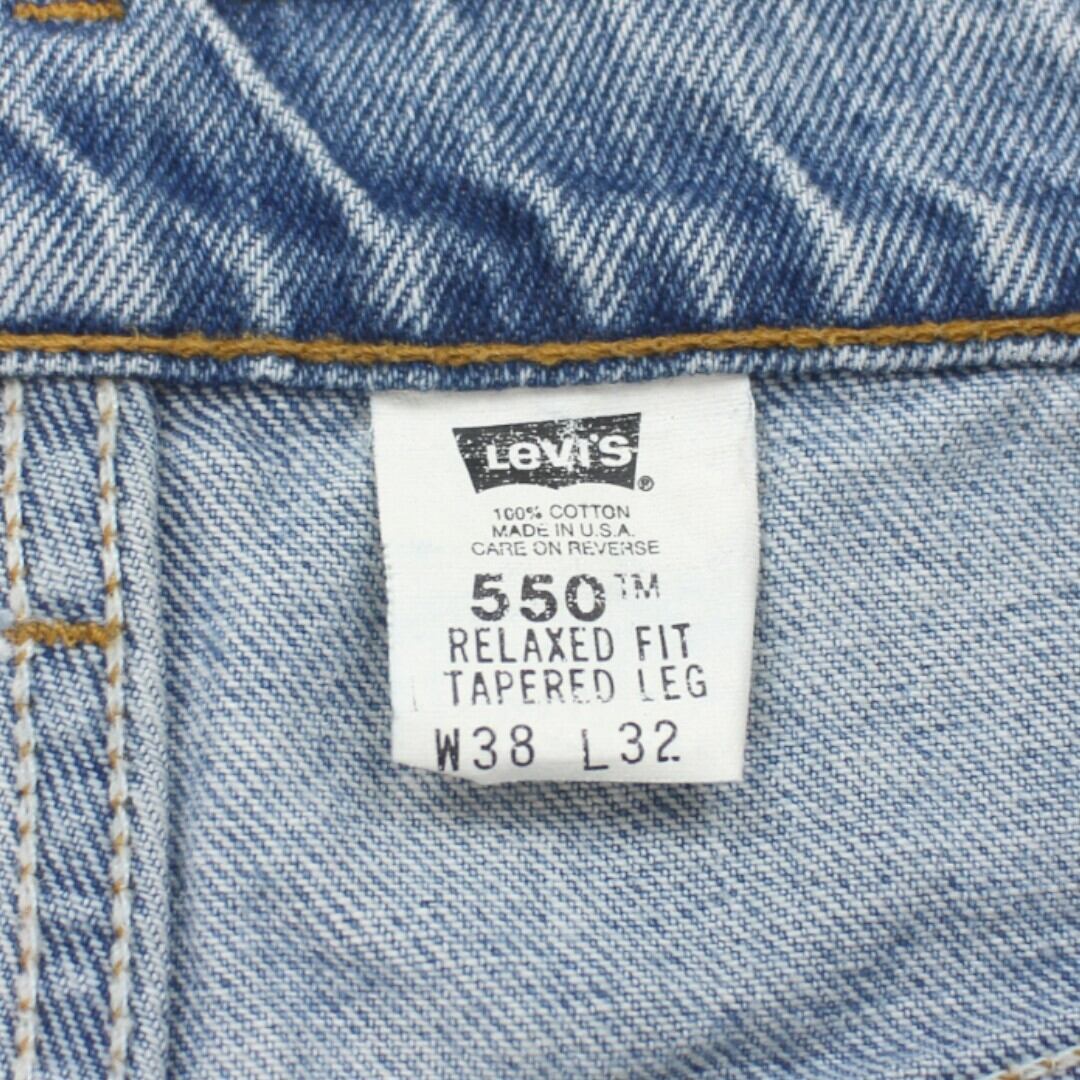 Levi's®
100% COTTON
MADE IN U.S.A.
CARE ON REVERSE
550™
RELAXED FIT
TAPERED LEG
W38 L32